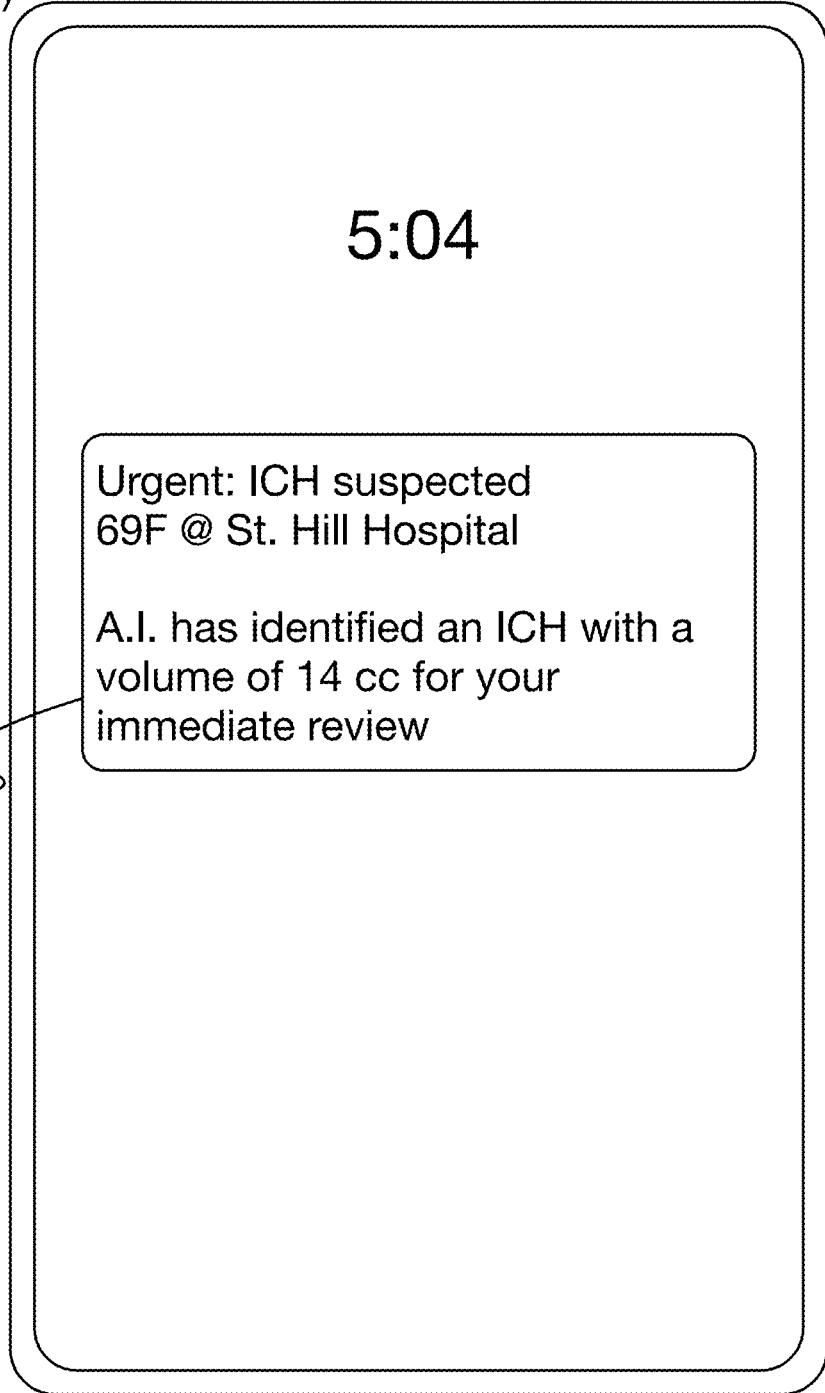 5:04
Urgent: ICH suspected
69F @ St. Hill Hospital
A.I. has identified an ICH with a
volume of 14 cc for your
immediate review